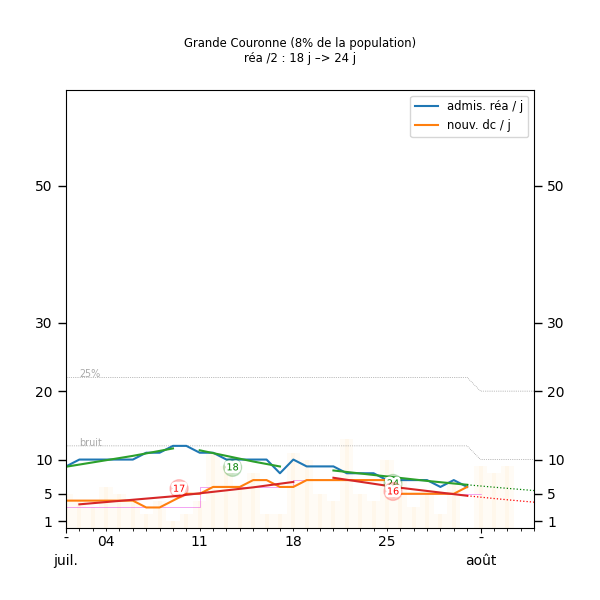 Grande Couronne (8% de la population)
réa /2 : 18 j –> 24 j
admis. réa / j
nouv. dc / j
50 50
30 30
25%
20 20
bruit
10 10
18
17
24
16
5 5
1 1
- 04 11 18 25 -
juil. août